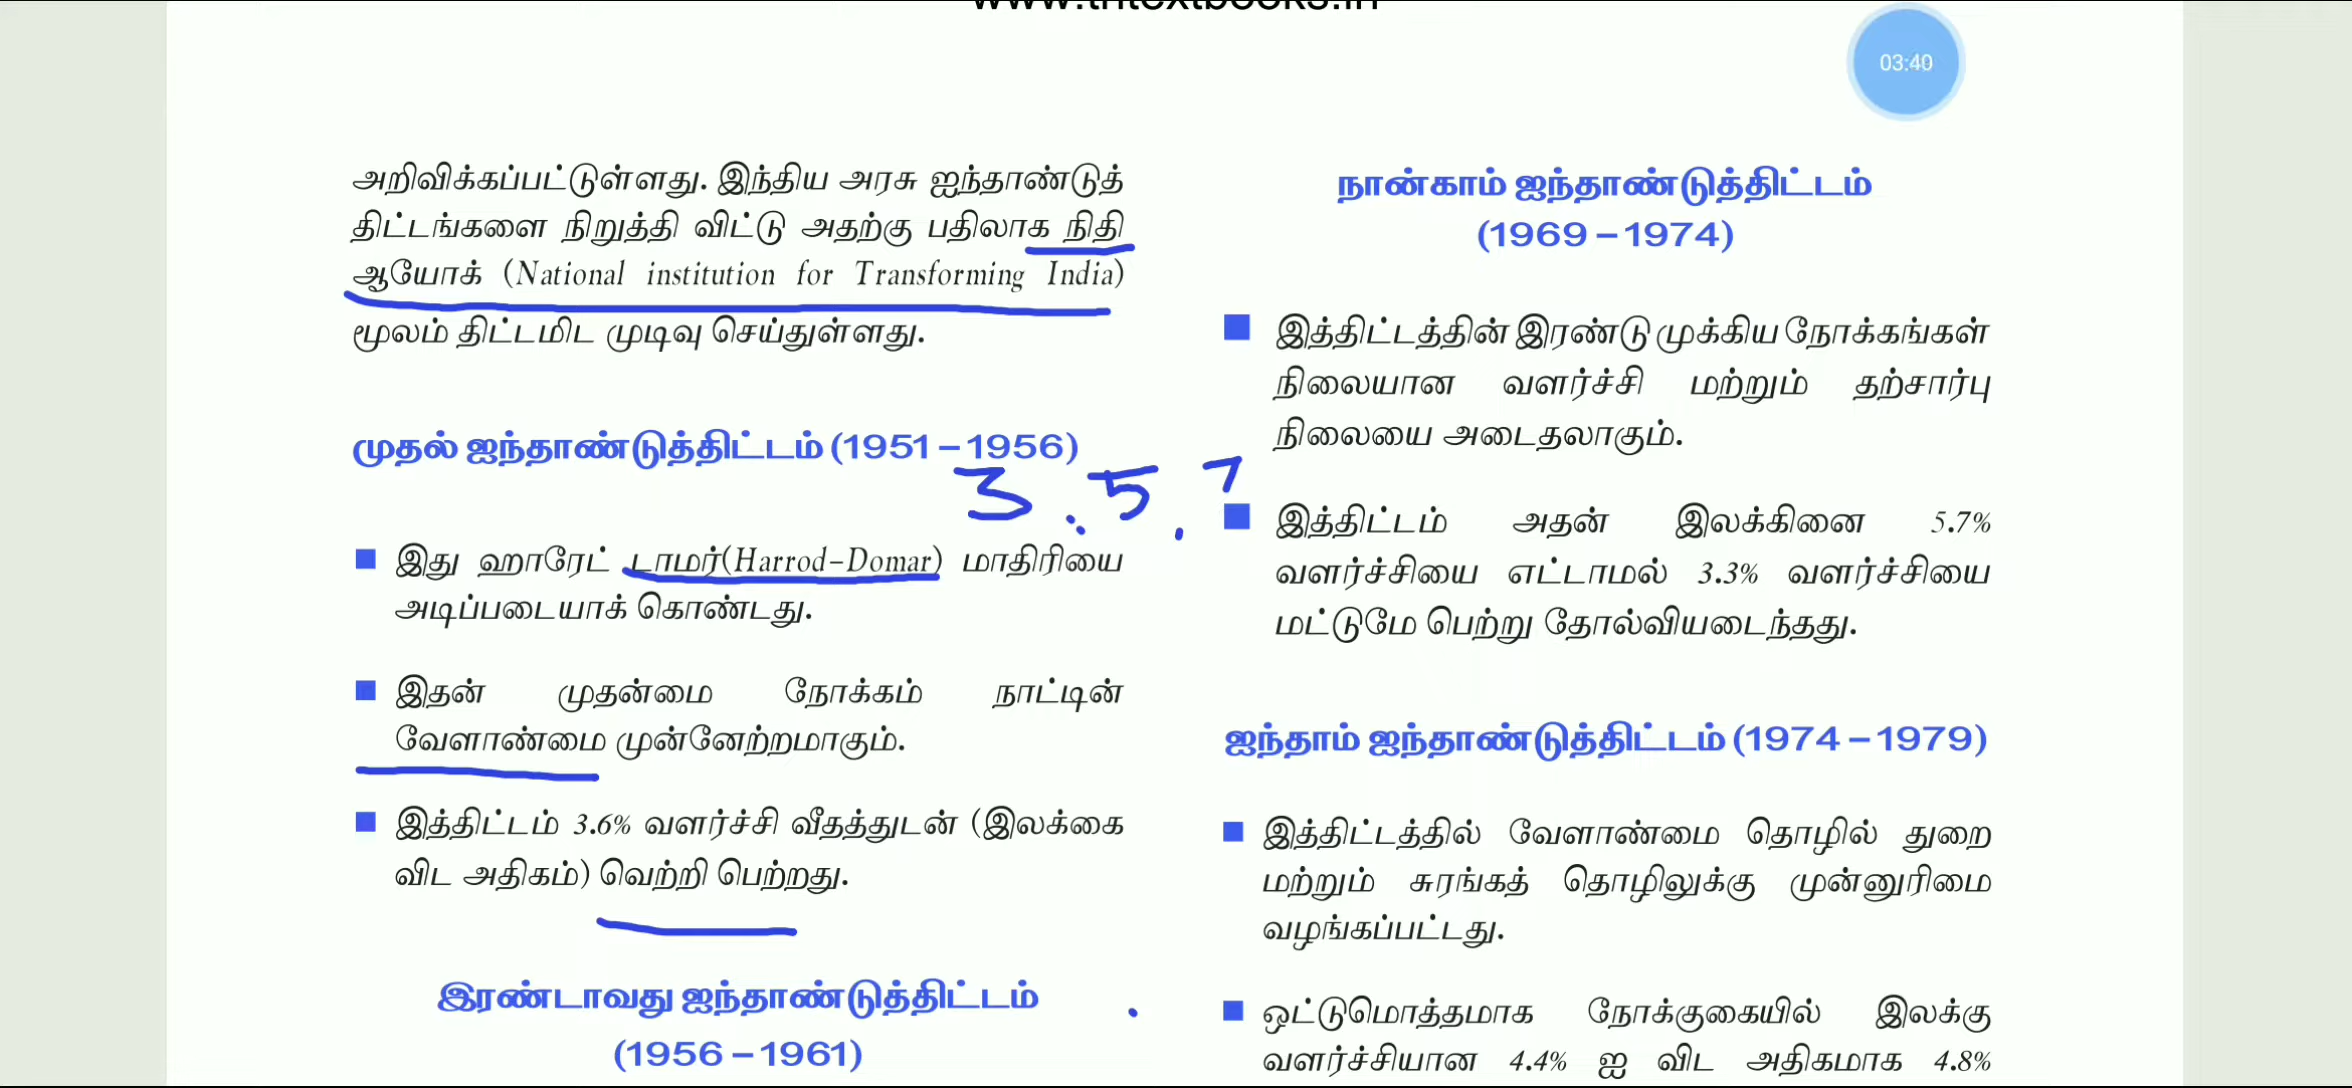 www.tntextbooks.in
03:40
அறிவிக்கப்பட்டுள்ளது. இந்திய அரசு ஐந்தாண்டுத்
திட்டங்களை நிறுத்தி விட்டு அதற்கு பதிலாக நிதி
ஆயோக் (National institution for Transforming India)
மூலம் திட்டமிட முடிவு செய்துள்ளது.
முதல் ஐந்தாண்டுத்திட்டம் (1951 – 1956)
3 . 5 . 7
இது ஹாரேட் டாமர்(Harrod-Domar) மாதிரியை
அடிப்படையாக் கொண்டது.
இதன் முதன்மை நோக்கம் நாட்டின்
வேளாண்மை முன்னேற்றமாகும்.
இத்திட்டம் 3.6% வளர்ச்சி வீதத்துடன் (இலக்கை
விட அதிகம்) வெற்றி பெற்றது.
இரண்டாவது ஐந்தாண்டுத்திட்டம்
(1956 – 1961)
நான்காம் ஐந்தாண்டுத்திட்டம்
(1969 – 1974)
இத்திட்டத்தின் இரண்டு முக்கிய நோக்கங்கள்
நிலையான வளர்ச்சி மற்றும் தற்சார்பு
நிலையை அடைதலாகும்.
இத்திட்டம் அதன் இலக்கினை 5.7%
வளர்ச்சியை எட்டாமல் 3.3% வளர்ச்சியை
மட்டுமே பெற்று தோல்வியடைந்தது.
ஐந்தாம் ஐந்தாண்டுத்திட்டம் (1974 – 1979)
இத்திட்டத்தில் வேளாண்மை தொழில் துறை
மற்றும் சுரங்கத் தொழிலுக்கு முன்னுரிமை
வழங்கப்பட்டது.
ஒட்டுமொத்தமாக நோக்குகையில் இலக்கு
வளர்ச்சியான 4.4% ஐ விட அதிகமாக 4.8%